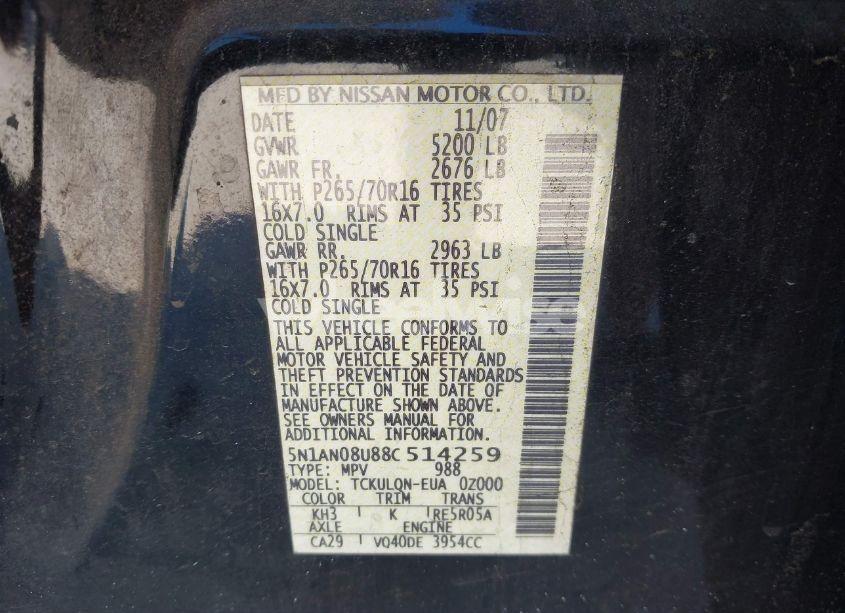 MFD BY NISSAN MOTOR CO., LTD.
DATE 11/07
GVWR 5200 LB
GAWR FR. 2676 LB
WITH P265/70R16 TIRES
16X7.0 RIMS AT 35 PSI
COLD SINGLE
GAWR RR. 2963 LB
WITH P265/70R16 TIRES
16X7.0 RIMS AT 35 PSI
COLD SINGLE
THIS VEHICLE CONFORMS TO
ALL APPLICABLE FEDERAL
MOTOR VEHICLE SAFETY AND
THEFT PREVENTION STANDARDS
IN EFFECT ON THE DATE OF
MANUFACTURE SHOWN ABOVE.
SEE OWNERS MANUAL FOR
ADDITIONAL INFORMATION.
5N1AN08U88C514259
TYPE: MPV 988
MODEL: TCKULQN-EUA 0Z000
COLOR TRIM TRANS
KH3 K RE5R05A
AXLE ENGINE
CA29 VQ40DE 3954CC